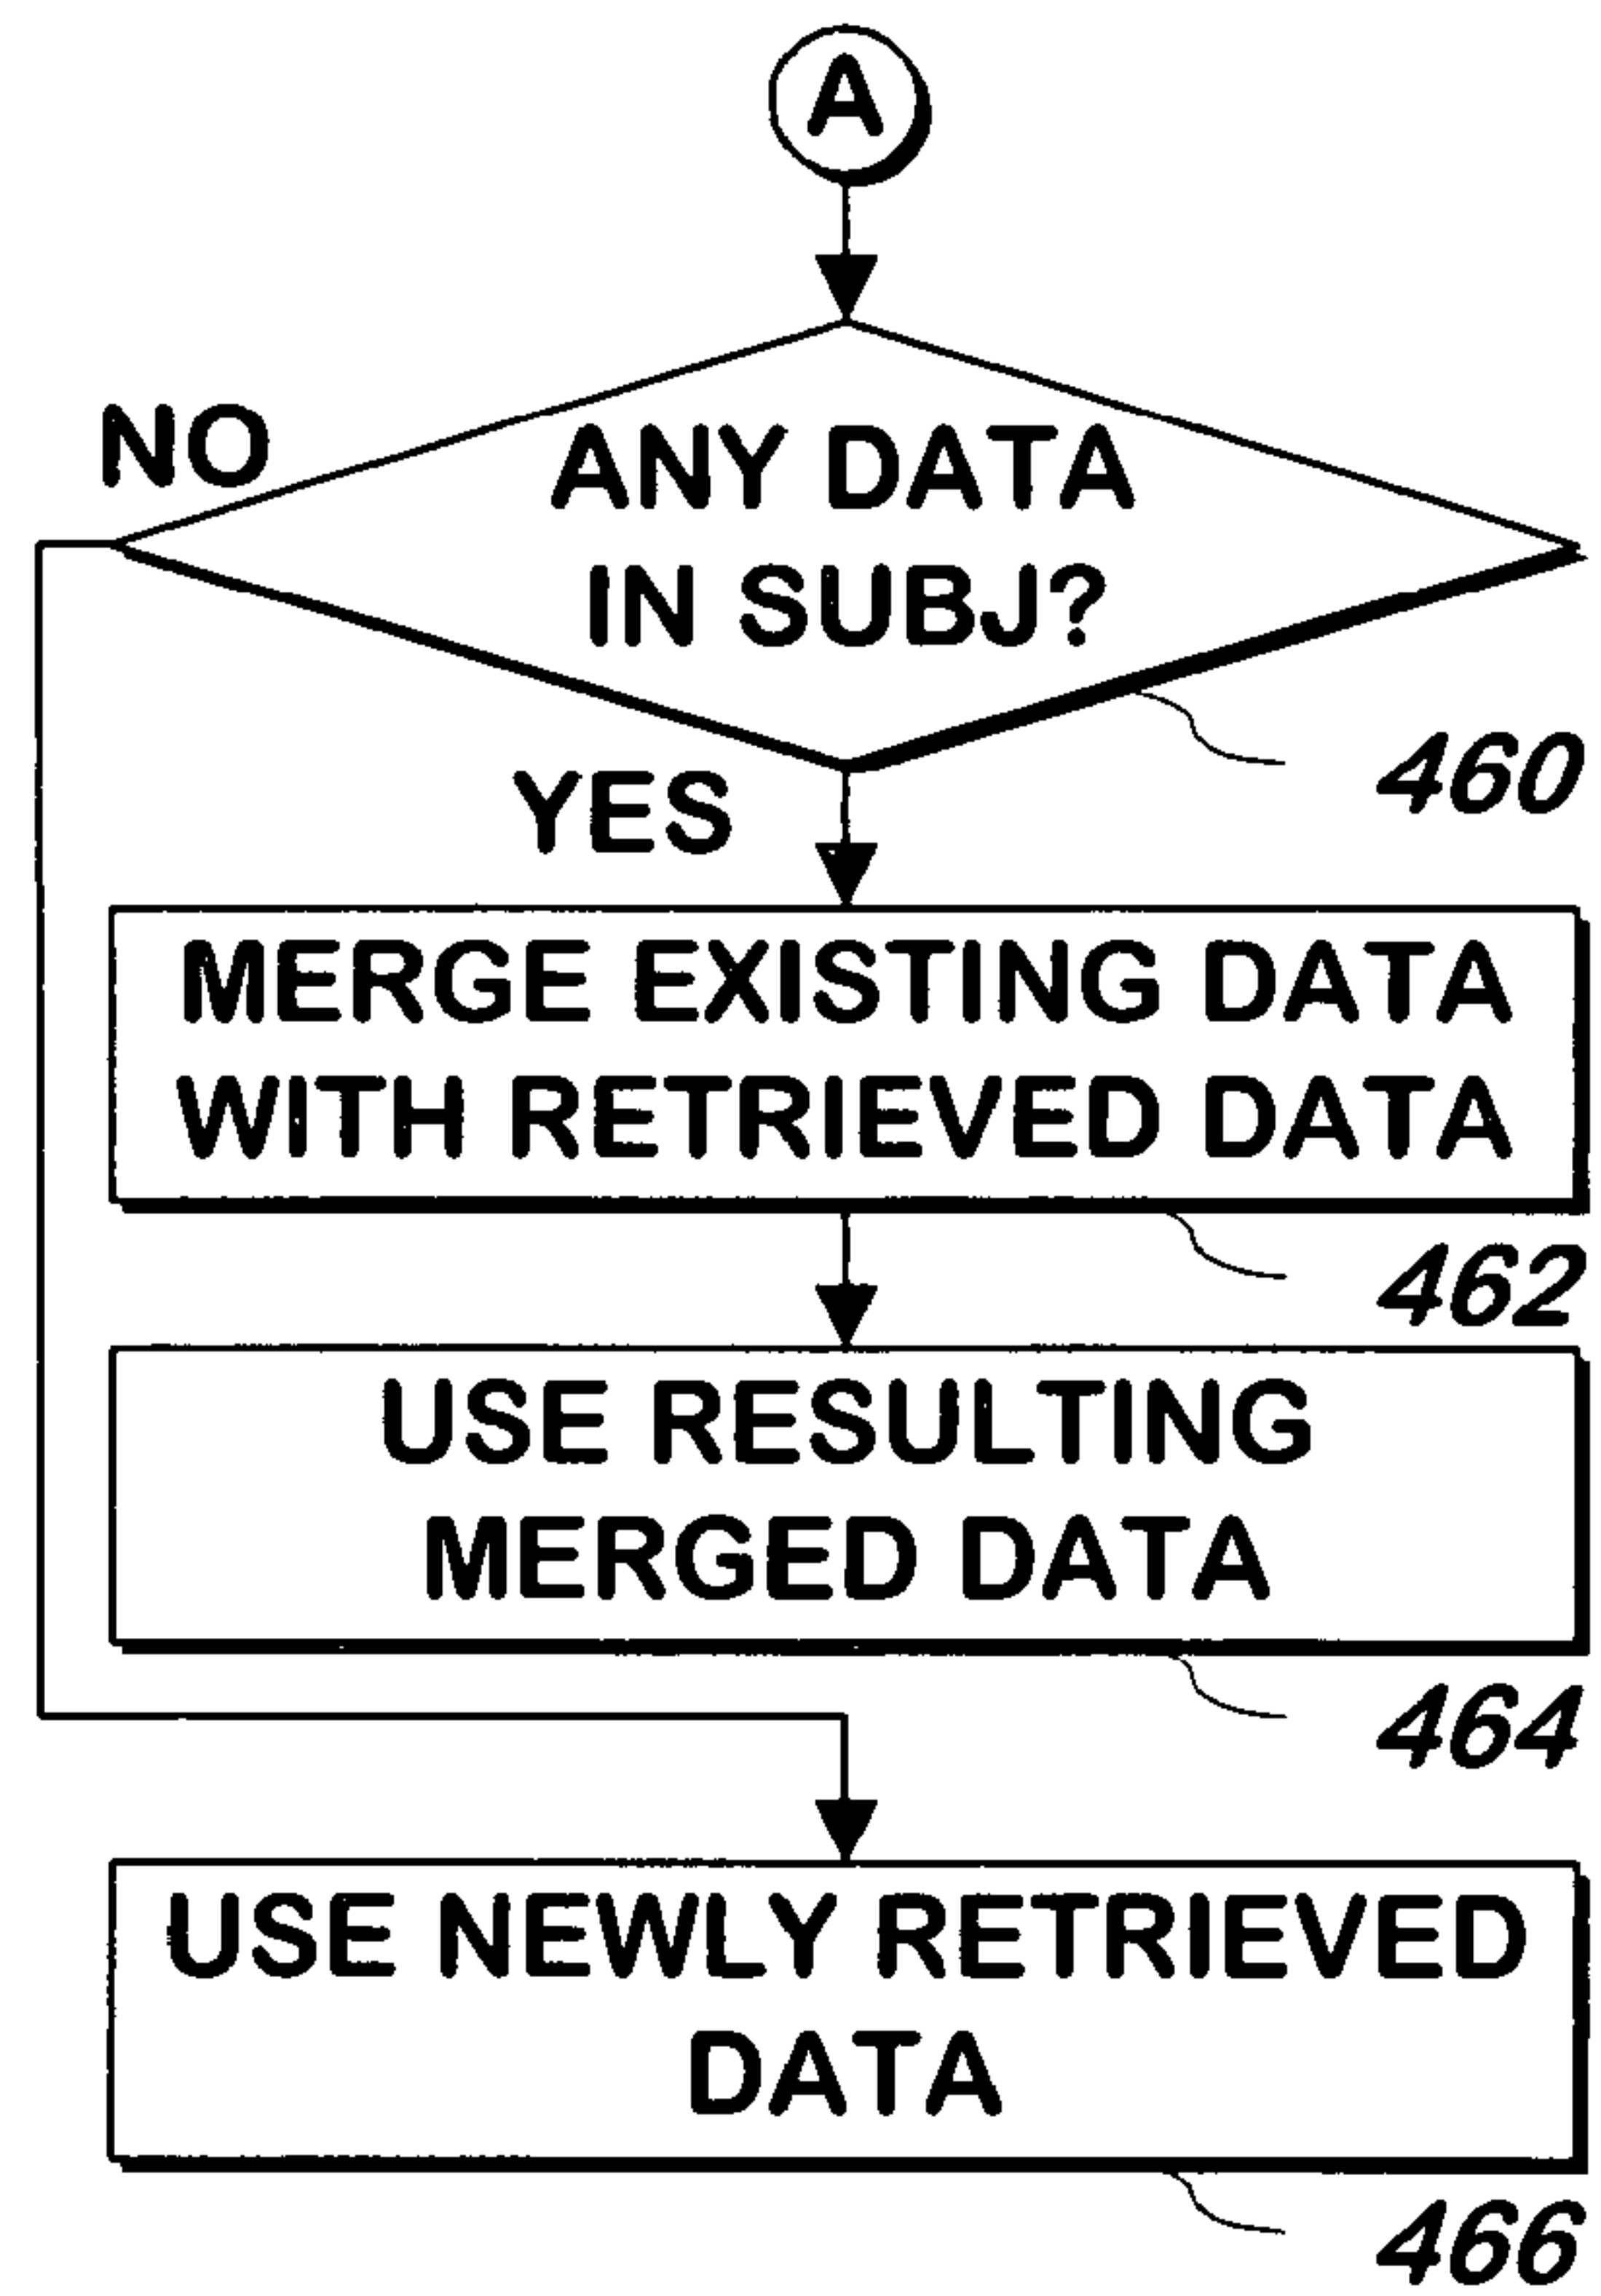 A
NO
ANY DATA
IN SUBJ?
460
YES
MERGE EXISTING DATA
WITH RETRIEVED DATA
462
USE RESULTING
MERGED DATA
464
USE NEWLY RETRIEVED
DATA
466